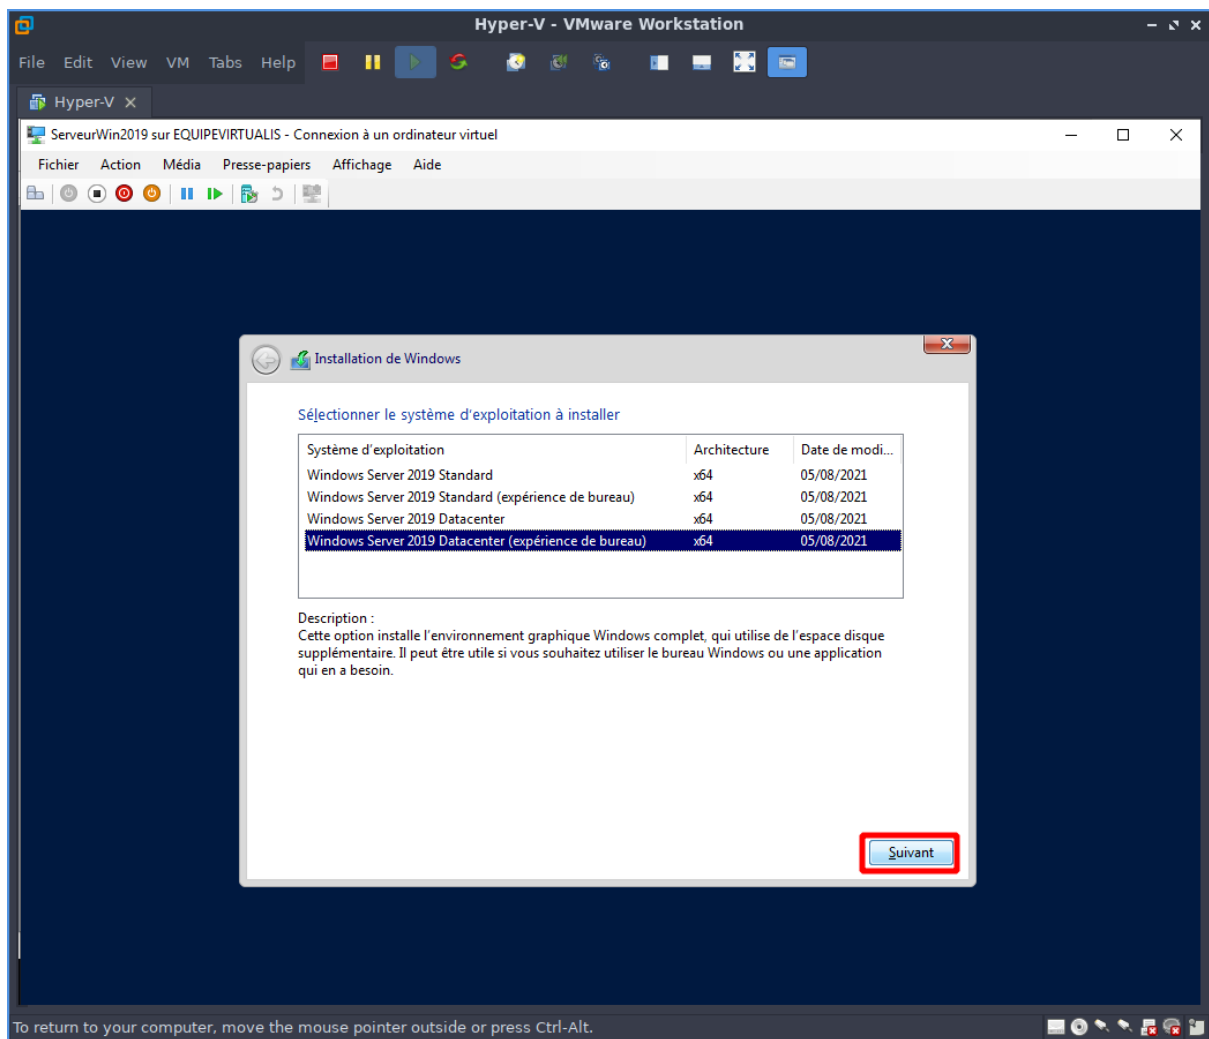 Hyper-V - VMware Workstation
File Edit View VM Tabs Help
Hyper-V
ServeurWin2019 sur EQUIPEVIRTUALIS - Connexion à un ordinateur virtuel
Fichier Action Média Presse-papiers Affichage Aide
Installation de Windows
Sélectionner le système d'exploitation à installer
Système d'exploitation Architecture Date de modi...
Windows Server 2019 Standard x64 05/08/2021
Windows Server 2019 Standard (expérience de bureau) x64 05/08/2021
Windows Server 2019 Datacenter x64 05/08/2021
Windows Server 2019 Datacenter (expérience de bureau) x64 05/08/2021
Description :
Cette option installe l'environnement graphique Windows complet, qui utilise de l'espace disque
supplémentaire. Il peut être utile si vous souhaitez utiliser le bureau Windows ou une application
qui en a besoin.
Suivant
To return to your computer, move the mouse pointer outside or press Ctrl-Alt.